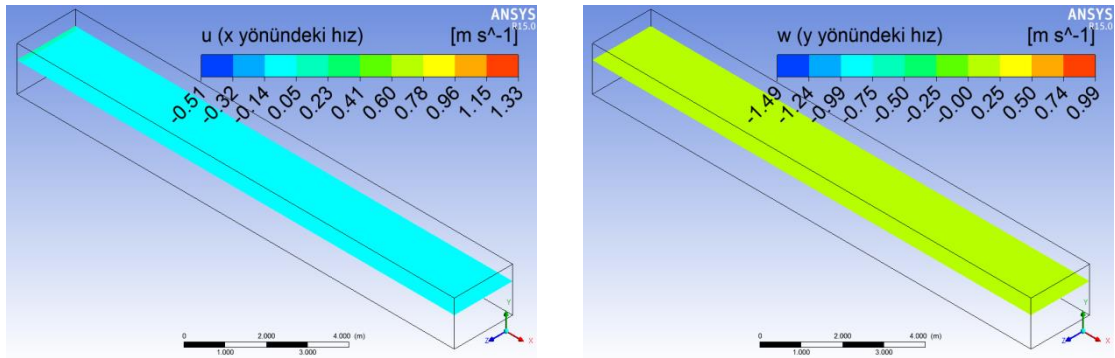 ANSYS
R15.0
u (x yönündeki hız) [m s^-1]
-0.51 -0.32 -0.14 0.05 0.23 0.41 0.60 0.78 0.96 1.15 1.33
Y
Z X
0 2.000 4.000 (m)
1.000 3.000
ANSYS
R15.0
w (y yönündeki hız) [m s^-1]
-1.49 -1.24 -0.99 -0.75 -0.50 -0.25 -0.00 0.25 0.50 0.74 0.99
Y
Z X
0 2.000 4.000 (m)
1.000 3.000